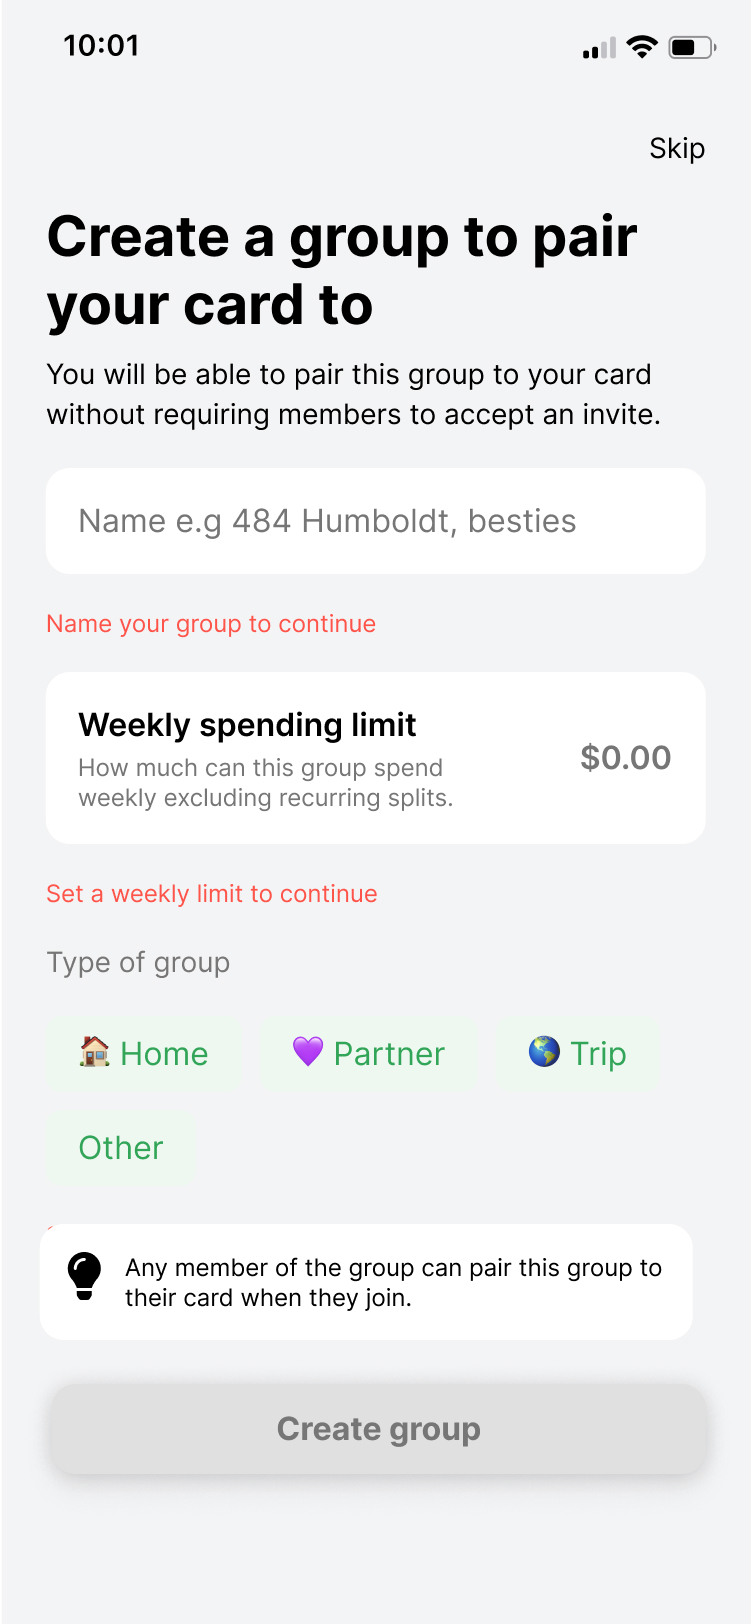 10:01
Skip
Create a group to pair
your card to
You will be able to pair this group to your card
without requiring members to accept an invite.
Name e.g 484 Humboldt, besties
Name your group to continue
Weekly spending limit
How much can this group spend
weekly excluding recurring splits.
$0.00
Set a weekly limit to continue
Type of group
Home
Partner
Trip
Other
Any member of the group can pair this group to
their card when they join.
Create group